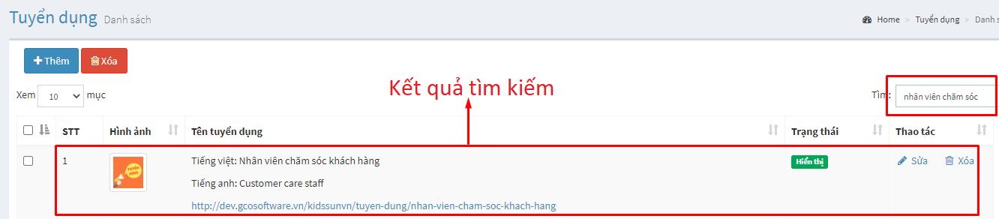 Tuyển dụng Danh sách
Home > Tuyển dụng > Danh s
Thêm Xóa
Kết quả tìm kiếm
Xem 10 mục
Tìm: nhân viên chăm sóc
STT Hình ảnh Tên tuyển dụng Trạng thái Thao tác
1 TUYỂN DỤNG Tiếng việt: Nhân viên chăm sóc khách hàng Hiển thị Sửa Xóa
Tiếng anh: Customer care staff
http://dev.gcosoftware.vn/kidssunvn/tuyen-dung/nhan-vien-cham-soc-khach-hang